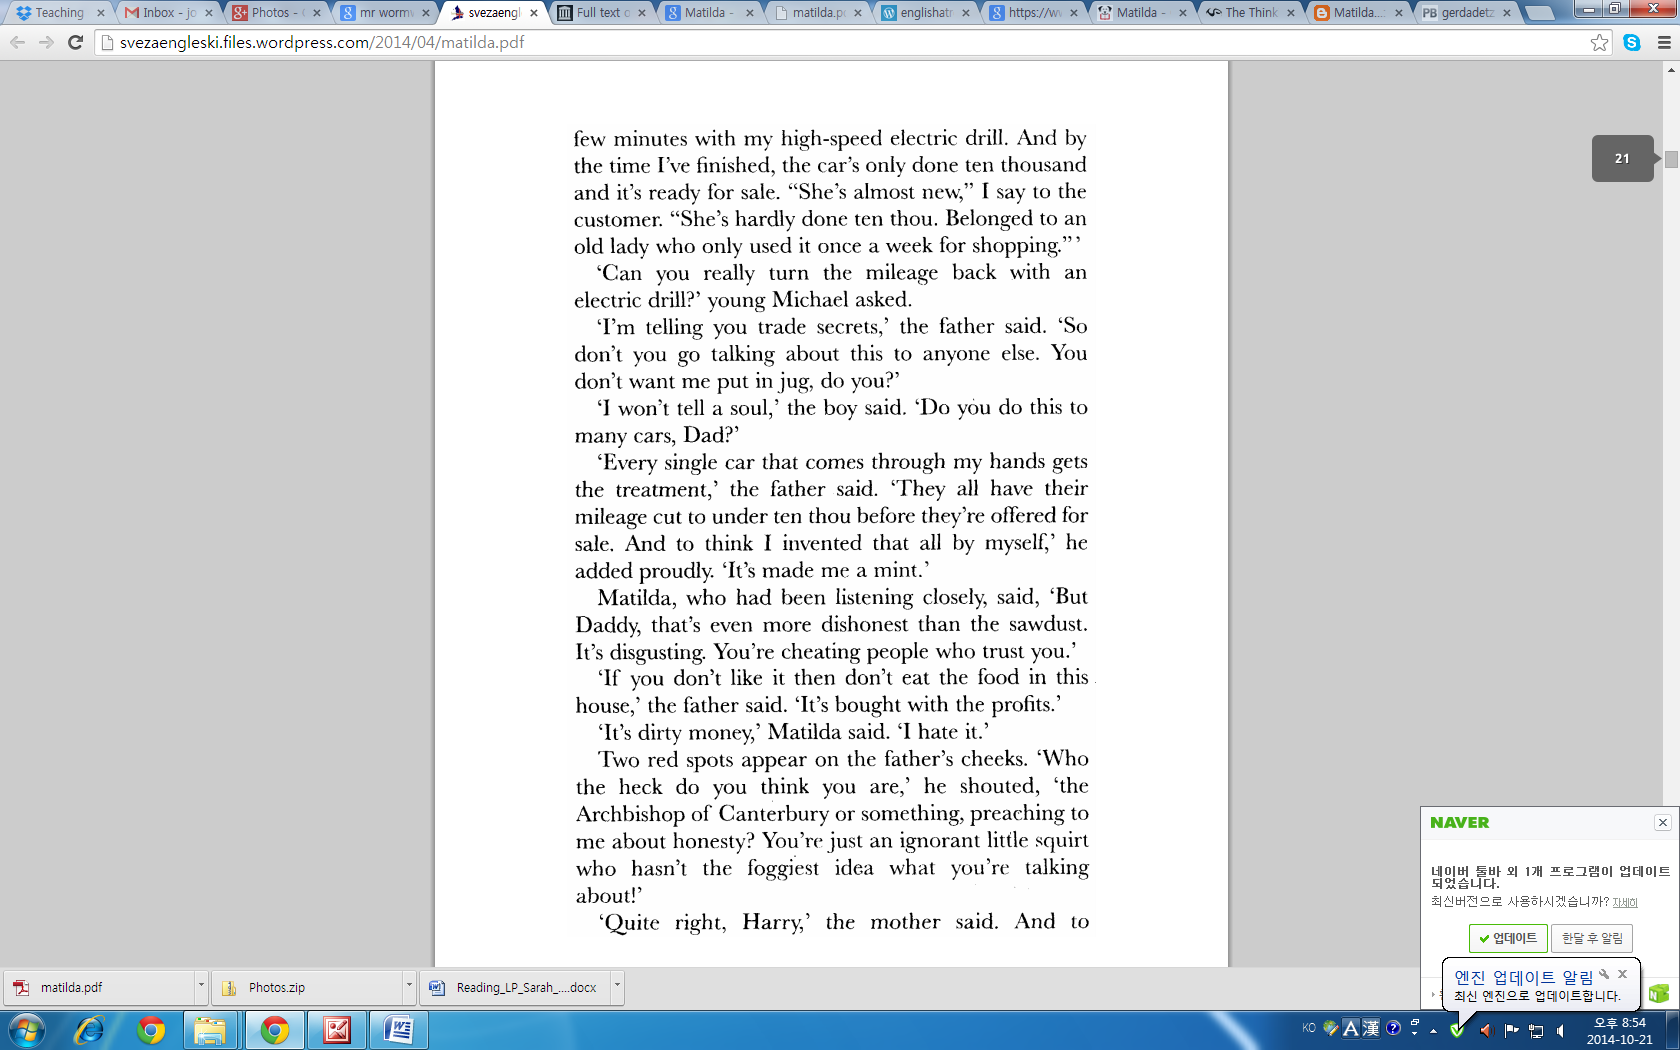 Teaching
Inbox - jo
Photos - G
mr wormw
svezaengl
Full text o
Matilda -
matilda.pd
englishatr
https://ww
Matilda -
The Think
Matilda...
gerdadetz
svezaengleski.files.wordpress.com/2014/04/matilda.pdf
21
few minutes with my high-speed electric drill. And by
the time I've finished, the car's only done ten thousand
and it's ready for sale. “She's almost new,” I say to the
customer. “She's hardly done ten thou. Belonged to an
old lady who only used it once a week for shopping.”’
‘Can you really turn the mileage back with an
electric drill?’ young Michael asked.
‘I'm telling you trade secrets,’ the father said. ‘So
don't you go talking about this to anyone else. You
don't want me put in jug, do you?’
‘I won't tell a soul,’ the boy said. ‘Do you do this to
many cars, Dad?’
‘Every single car that comes through my hands gets
the treatment,’ the father said. ‘They all have their
mileage cut to under ten thou before they're offered for
sale. And to think I invented that all by myself,’ he
added proudly. ‘It's made me a mint.’
Matilda, who had been listening closely, said, ‘But
Daddy, that's even more dishonest than the sawdust.
It's disgusting. You're cheating people who trust you.’
‘If you don't like it then don't eat the food in this
house,’ the father said. ‘It's bought with the profits.’
‘It's dirty money,’ Matilda said. ‘I hate it.’
Two red spots appear on the father's cheeks. ‘Who
the heck do you think you are,’ he shouted, ‘the
Archbishop of Canterbury or something, preaching to
me about honesty? You're just an ignorant little squirt
who hasn't the foggiest idea what you're talking
about!’
‘Quite right, Harry,’ the mother said. And to
NAVER
네이버 툴바 외 1개 프로그램이 업데이트
되었습니다.
최신버전으로 사용하시겠습니까? 자세히
업데이트
한달 후 알림
엔진 업데이트 알림
최신 엔진으로 업데이트합니다.
matilda.pdf
Photos.zip
Reading_LP_Sarah_....docx
KO
A 漢
오후 8:54
2014-10-21